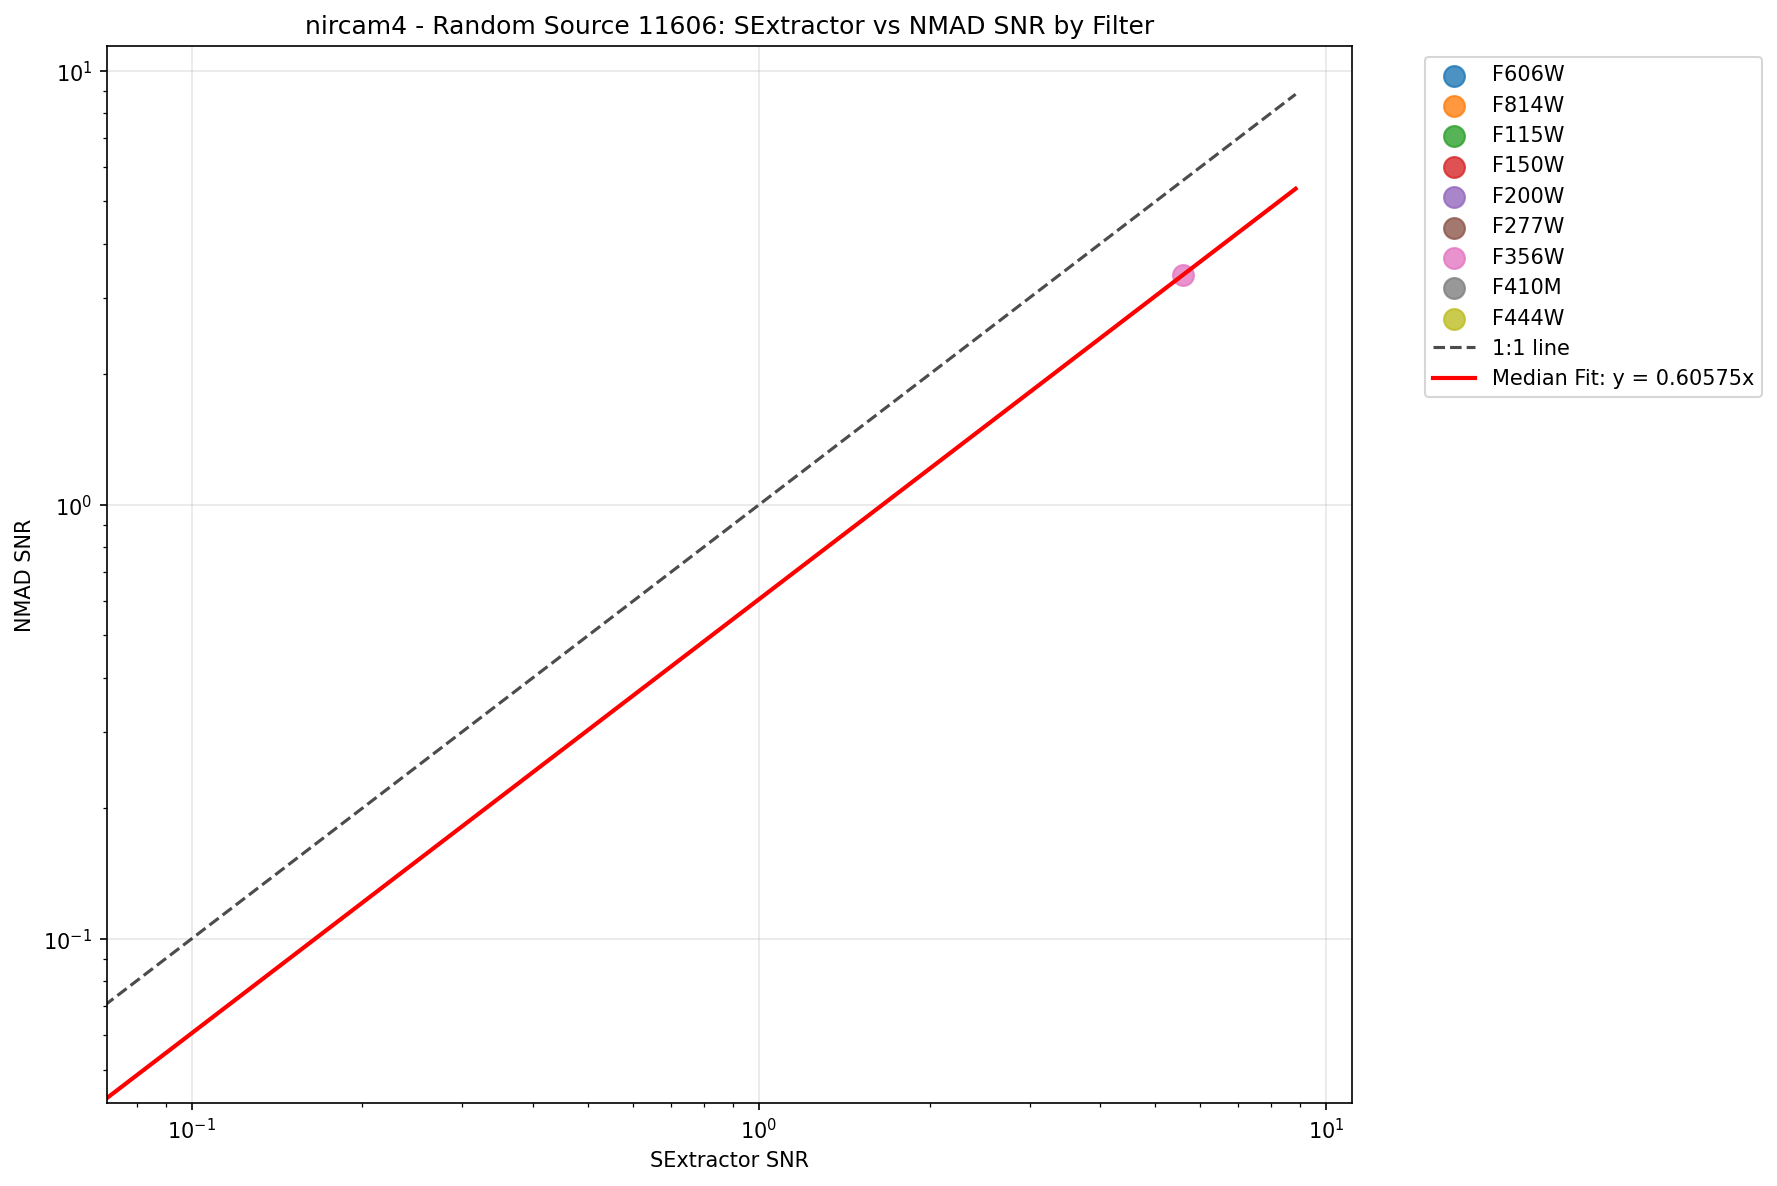 nircam4 - Random Source 11606: SExtractor vs NMAD SNR by Filter
10¹
10⁰
10⁻¹
NMAD SNR
10⁻¹
10⁰
10¹
SExtractor SNR
F606W
F814W
F115W
F150W
F200W
F277W
F356W
F410M
F444W
1:1 line
Median Fit: y = 0.60575x